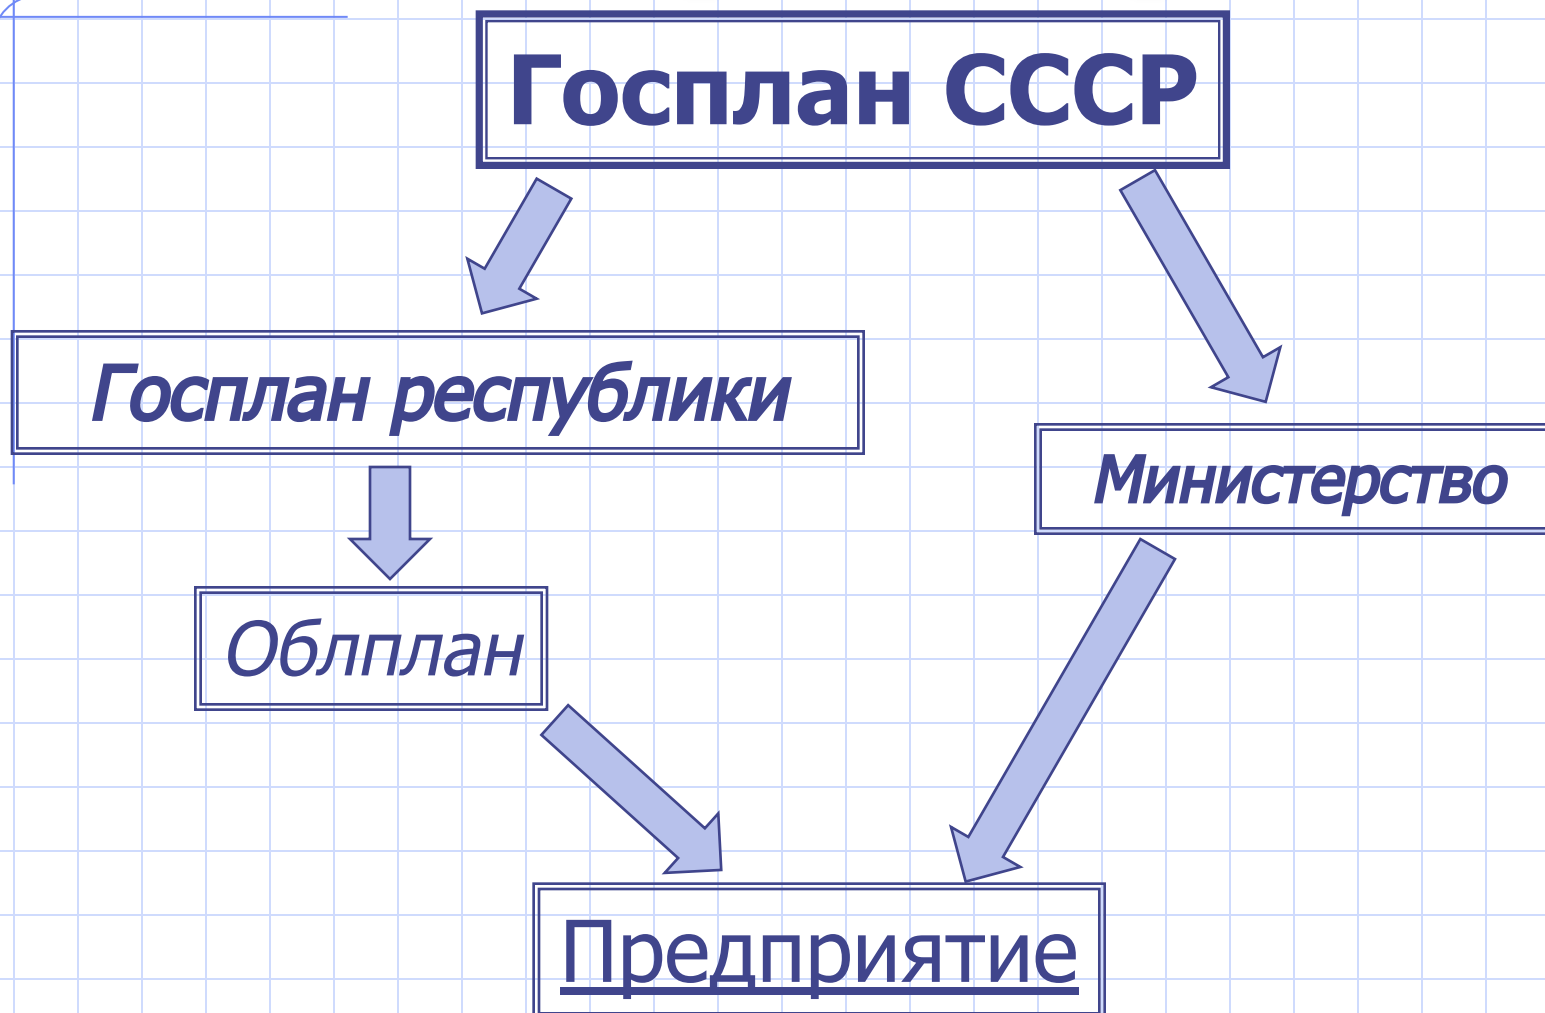 Госплан СССР
Госплан республики
Министерство
Облплан
Предприятие